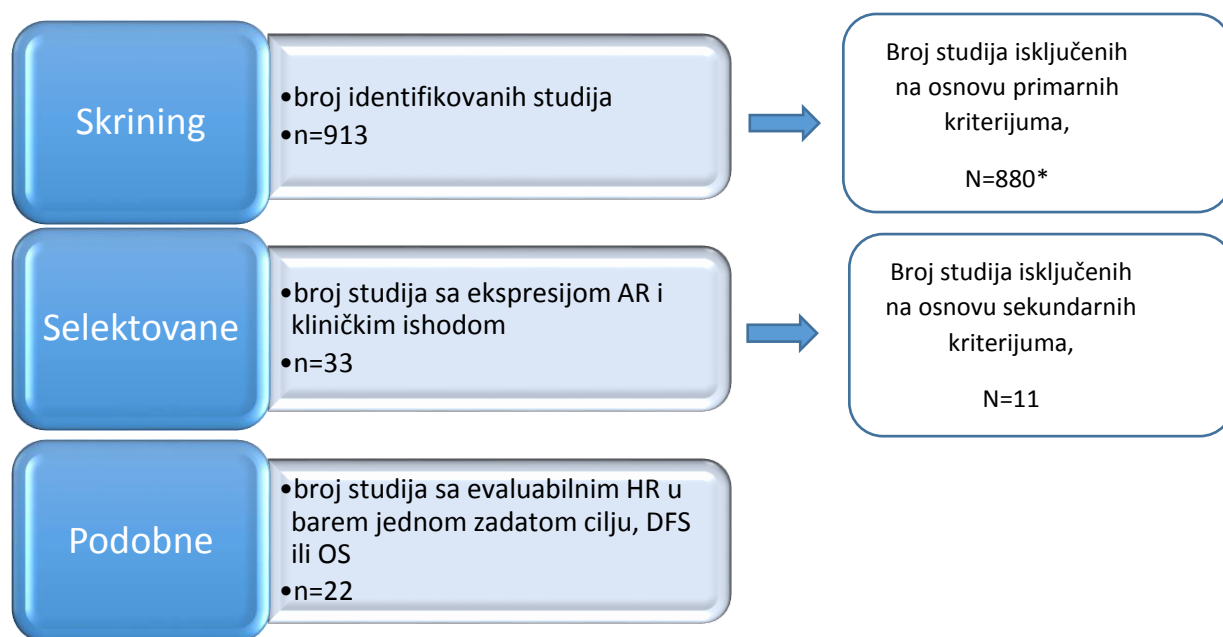 Skrining
•broj identifikovanih studija
•n=913
Broj studija isključenih
na osnovu primarnih
kriterijuma,
N=880*
Selektovane
•broj studija sa ekspresijom AR i
kliničkim ishodom
•n=33
Broj studija isključenih
na osnovu sekundarnih
kriterijuma,
N=11
Podobne
•broj studija sa evaluabilnim HR u
barem jednom zadatom cilju, DFS
ili OS
•n=22